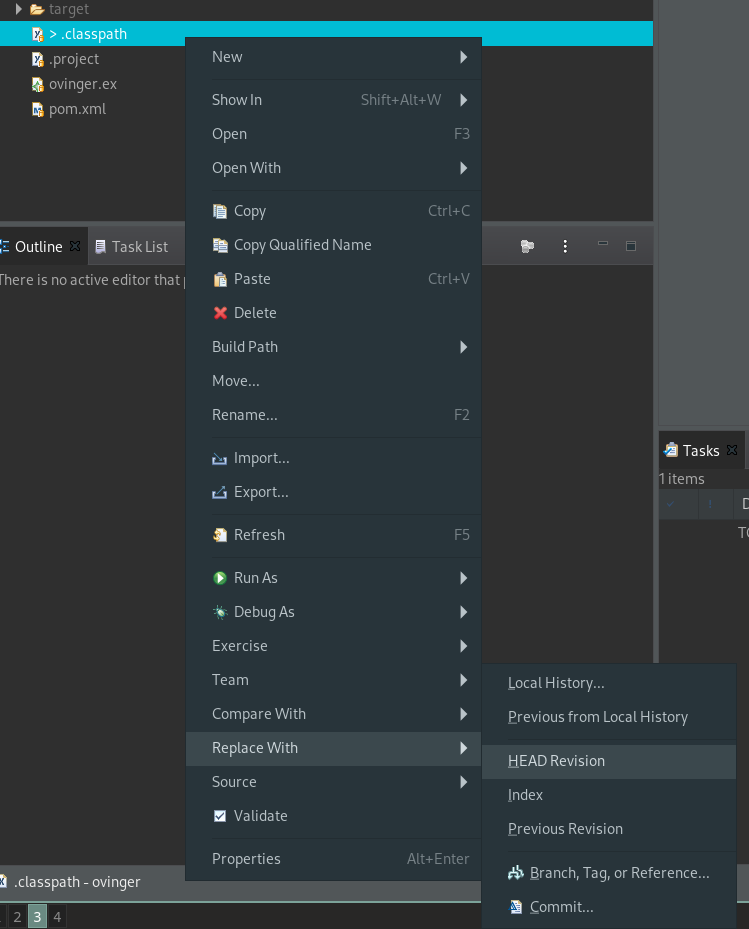 target
> .classpath
.project
ovinger.ex
pom.xml
New
Show In Shift+Alt+W
Open F3
Open With
Copy Ctrl+C
Copy Qualified Name
Paste Ctrl+V
Delete
Build Path
Move...
Rename... F2
Import...
Export...
Refresh F5
Run As
Debug As
Exercise
Team
Compare With
Replace With
Source
Validate
Properties Alt+Enter
Outline Task List
There is no active editor that
Tasks
1 items
D
TO
Local History...
Previous from Local History
HEAD Revision
Index
Previous Revision
Branch, Tag, or Reference...
Commit...
.classpath - ovinger
2 3 4